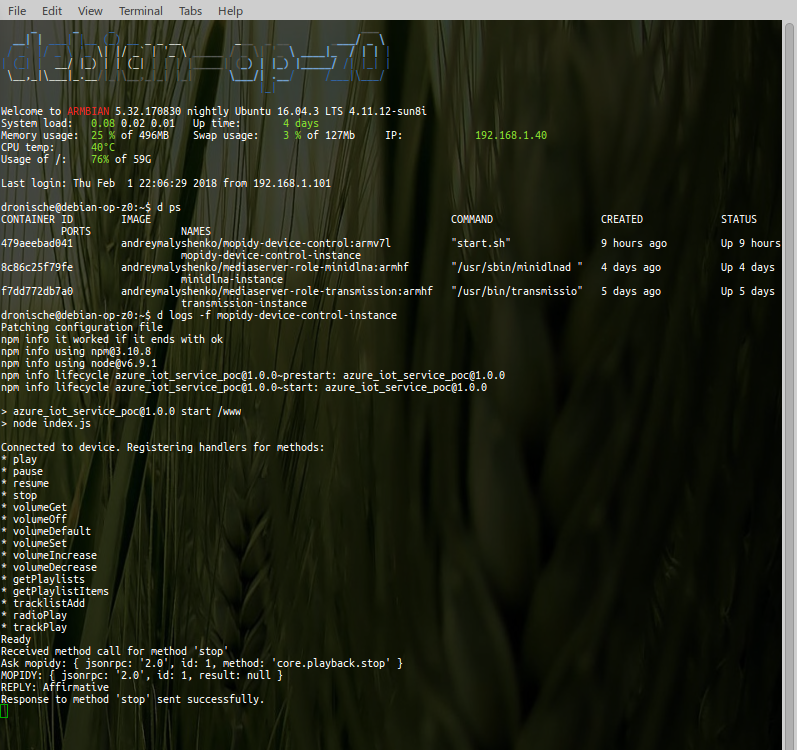 File Edit View Terminal Tabs Help
Welcome to ARMBIAN 5.32.170830 nightly Ubuntu 16.04.3 LTS 4.11.12-sun8i
System load: 0.08 0.02 0.01 Up time: 4 days
Memory usage: 25 % of 496MB Swap usage: 3 % of 127Mb IP: 192.168.1.40
CPU temp: 40°C
Usage of /: 76% of 59G
Last login: Thu Feb 1 22:06:29 2018 from 192.168.1.101
dronische@debian-op-z0:~$ d ps
CONTAINER ID IMAGE COMMAND CREATED STATUS
PORTS NAMES
479aeebad041 andreymalyshenko/mopidy-device-control:armv7l "start.sh" 9 hours ago Up 9 hours
mopidy-device-control-instance
8c86c25f79fe andreymalyshenko/mediaserver-role-minidlna:armhf "/usr/sbin/minidlnad " 4 days ago Up 4 days
minidlna-instance
f7dd772db7a0 andreymalyshenko/mediaserver-role-transmission:armhf "/usr/bin/transmissio" 5 days ago Up 5 days
transmission-instance
dronische@debian-op-z0:~$ d logs -f mopidy-device-control-instance
Patching configuration file
npm info it worked if it ends with ok
npm info using npm@3.10.8
npm info using node@v6.9.1
npm info lifecycle azure_iot_service_poc@1.0.0~prestart: azure_iot_service_poc@1.0.0
npm info lifecycle azure_iot_service_poc@1.0.0~start: azure_iot_service_poc@1.0.0
> azure_iot_service_poc@1.0.0 start /www
> node index.js
Connected to device. Registering handlers for methods:
* play
* pause
* resume
* stop
* volumeGet
* volumeOff
* volumeDefault
* volumeSet
* volumeIncrease
* volumeDecrease
* getPlaylists
* getPlaylistItems
* tracklistAdd
* radioPlay
* trackPlay
Ready
Received method call for method 'stop'
Ask mopidy: { jsonrpc: '2.0', id: 1, method: 'core.playback.stop' }
MOPIDY: { jsonrpc: '2.0', id: 1, result: null }
REPLY: Affirmative
Response to method 'stop' sent successfully.